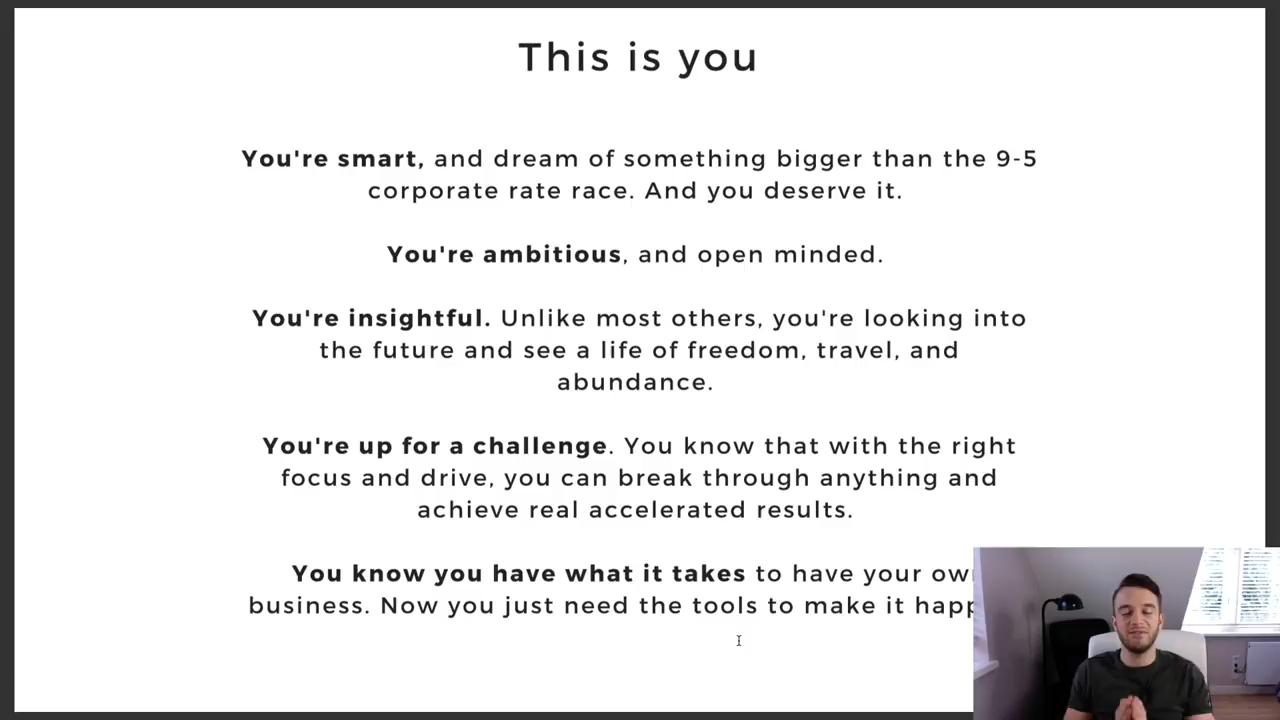 This is you
You're smart, and dream of something bigger than the 9-5
corporate rate race. And you deserve it.
You're ambitious, and open minded.
You're insightful. Unlike most others, you're looking into
the future and see a life of freedom, travel, and
abundance.
You're up for a challenge. You know that with the right
focus and drive, you can break through anything and
achieve real accelerated results.
You know you have what it takes to have your ow
business. Now you just need the tools to make it happ